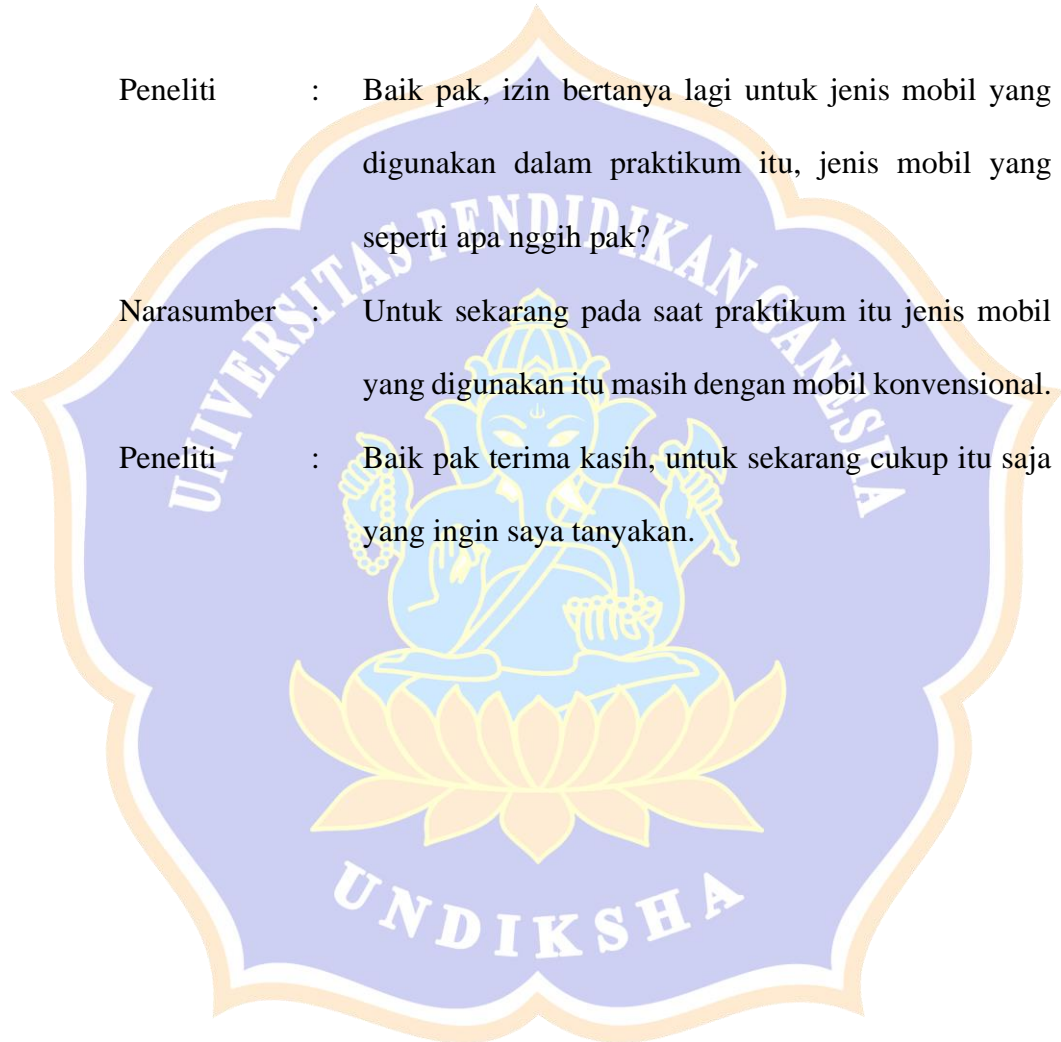 Peneliti : Baik pak, izin bertanya lagi untuk jenis mobil yang
digunakan dalam praktikum itu, jenis mobil yang
seperti apa nggih pak?
Narasumber : Untuk sekarang pada saat praktikum itu jenis mobil
yang digunakan itu masih dengan mobil konvensional.
Peneliti : Baik pak terima kasih, untuk sekarang cukup itu saja
yang ingin saya tanyakan.
UNIVERSITAS PENDIDIKAN GANESHA
UNDIKSHA